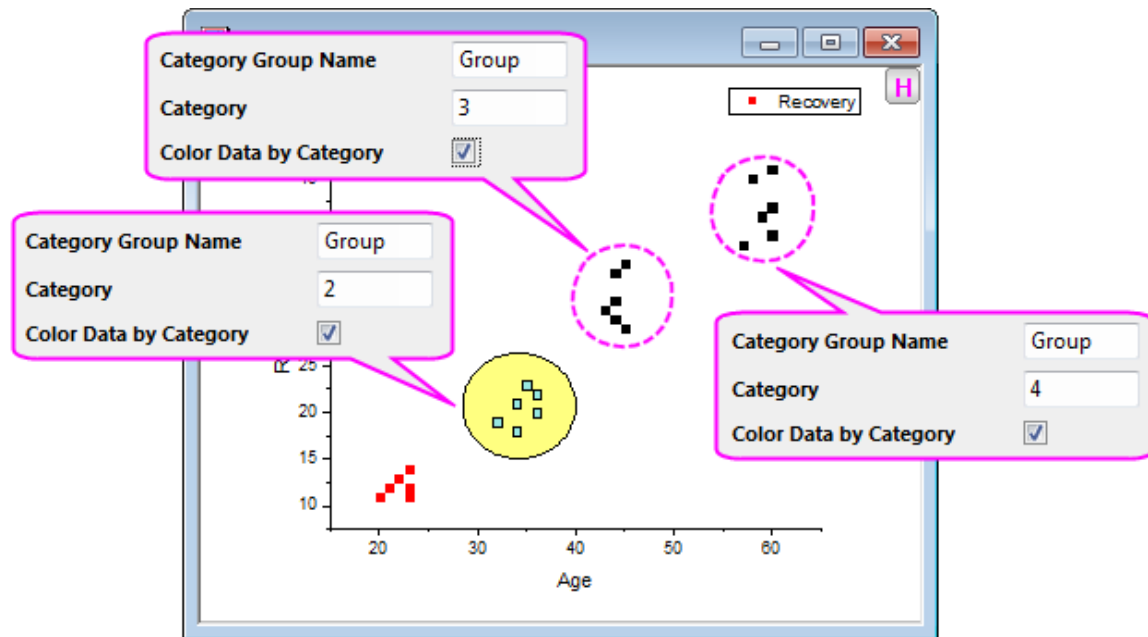 Category Group Name Group
Category 3
Color Data by Category
H
Recovery
Category Group Name Group
Category 2
Color Data by Category
Category Group Name Group
Category 4
Color Data by Category
25
20
15
10
20 30 40 50 60
Age